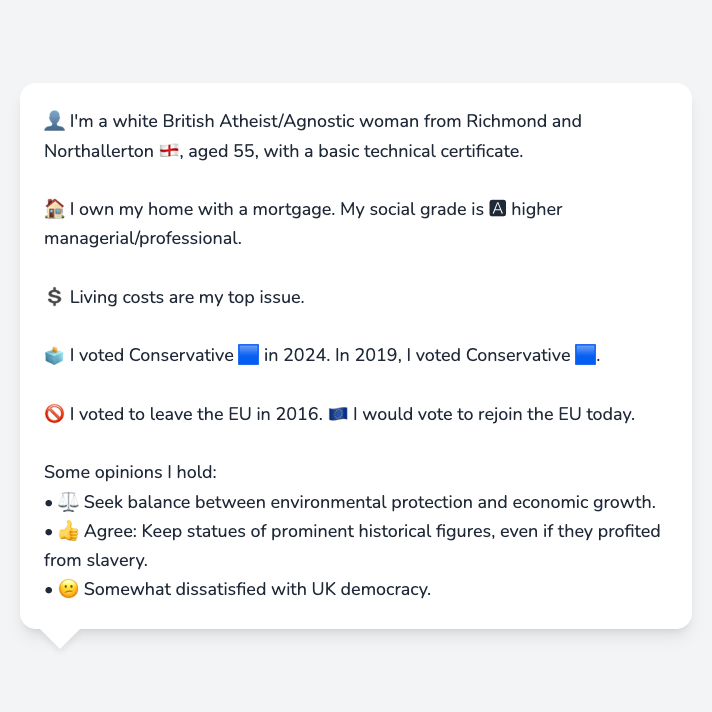 👤 I'm a white British Atheist/Agnostic woman from Richmond and
Northallerton 🏴󠁧󠁢󠁥󠁮󠁧󠁿, aged 55, with a basic technical certificate.
🏠 I own my home with a mortgage. My social grade is 🅰 higher
managerial/professional.
💲 Living costs are my top issue.
🗳️ I voted Conservative 🟦 in 2024. In 2019, I voted Conservative 🟦.
🚫 I voted to leave the EU in 2016. 🇪🇺 I would vote to rejoin the EU today.
Some opinions I hold:
• ⚖️ Seek balance between environmental protection and economic growth.
• 👍 Agree: Keep statues of prominent historical figures, even if they profited
from slavery.
• 😕 Somewhat dissatisfied with UK democracy.